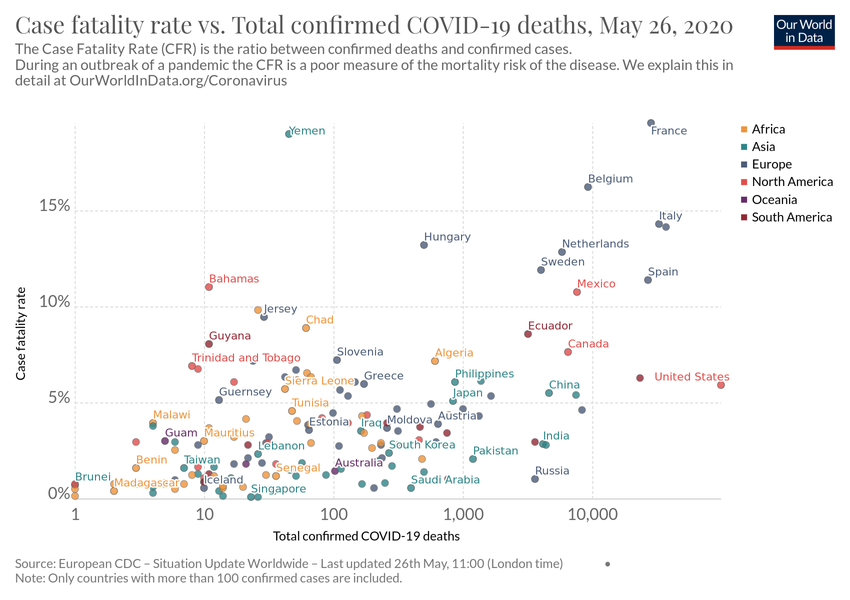 Case fatality rate vs. Total confirmed COVID-19 deaths, May 26, 2020
Our World
in Data
The Case Fatality Rate (CFR) is the ratio between confirmed deaths and confirmed cases.
During an outbreak of a pandemic the CFR is a poor measure of the mortality risk of the disease. We explain this in
detail at OurWorldInData.org/Coronavirus
Africa
Asia
Europe
North America
Oceania
South America
Yemen
France
Belgium
15%
Italy
Hungary
Netherlands
Sweden
Spain
Bahamas
Mexico
10%
Jersey
Chad
Ecuador
Guyana
Canada
Slovenia
Algeria
Trinidad and Tobago
Greece
Philippines
United States
Sierra Leone
China
Guernsey
Japan
5%
Tunisia
Malawi
Estonia
Iraq
Moldova
Austria
Guam
Mauritius
India
Lebanon
South Korea
Pakistan
Benin
Taiwan
Senegal
Australia
Russia
Brunei
Madagascar
Iceland
Saudi Arabia
Singapore
0%
1
10
100
1,000
10,000
Case fatality rate
Total confirmed COVID-19 deaths
Source: European CDC – Situation Update Worldwide – Last updated 26th May, 11:00 (London time)
Note: Only countries with more than 100 confirmed cases are included.